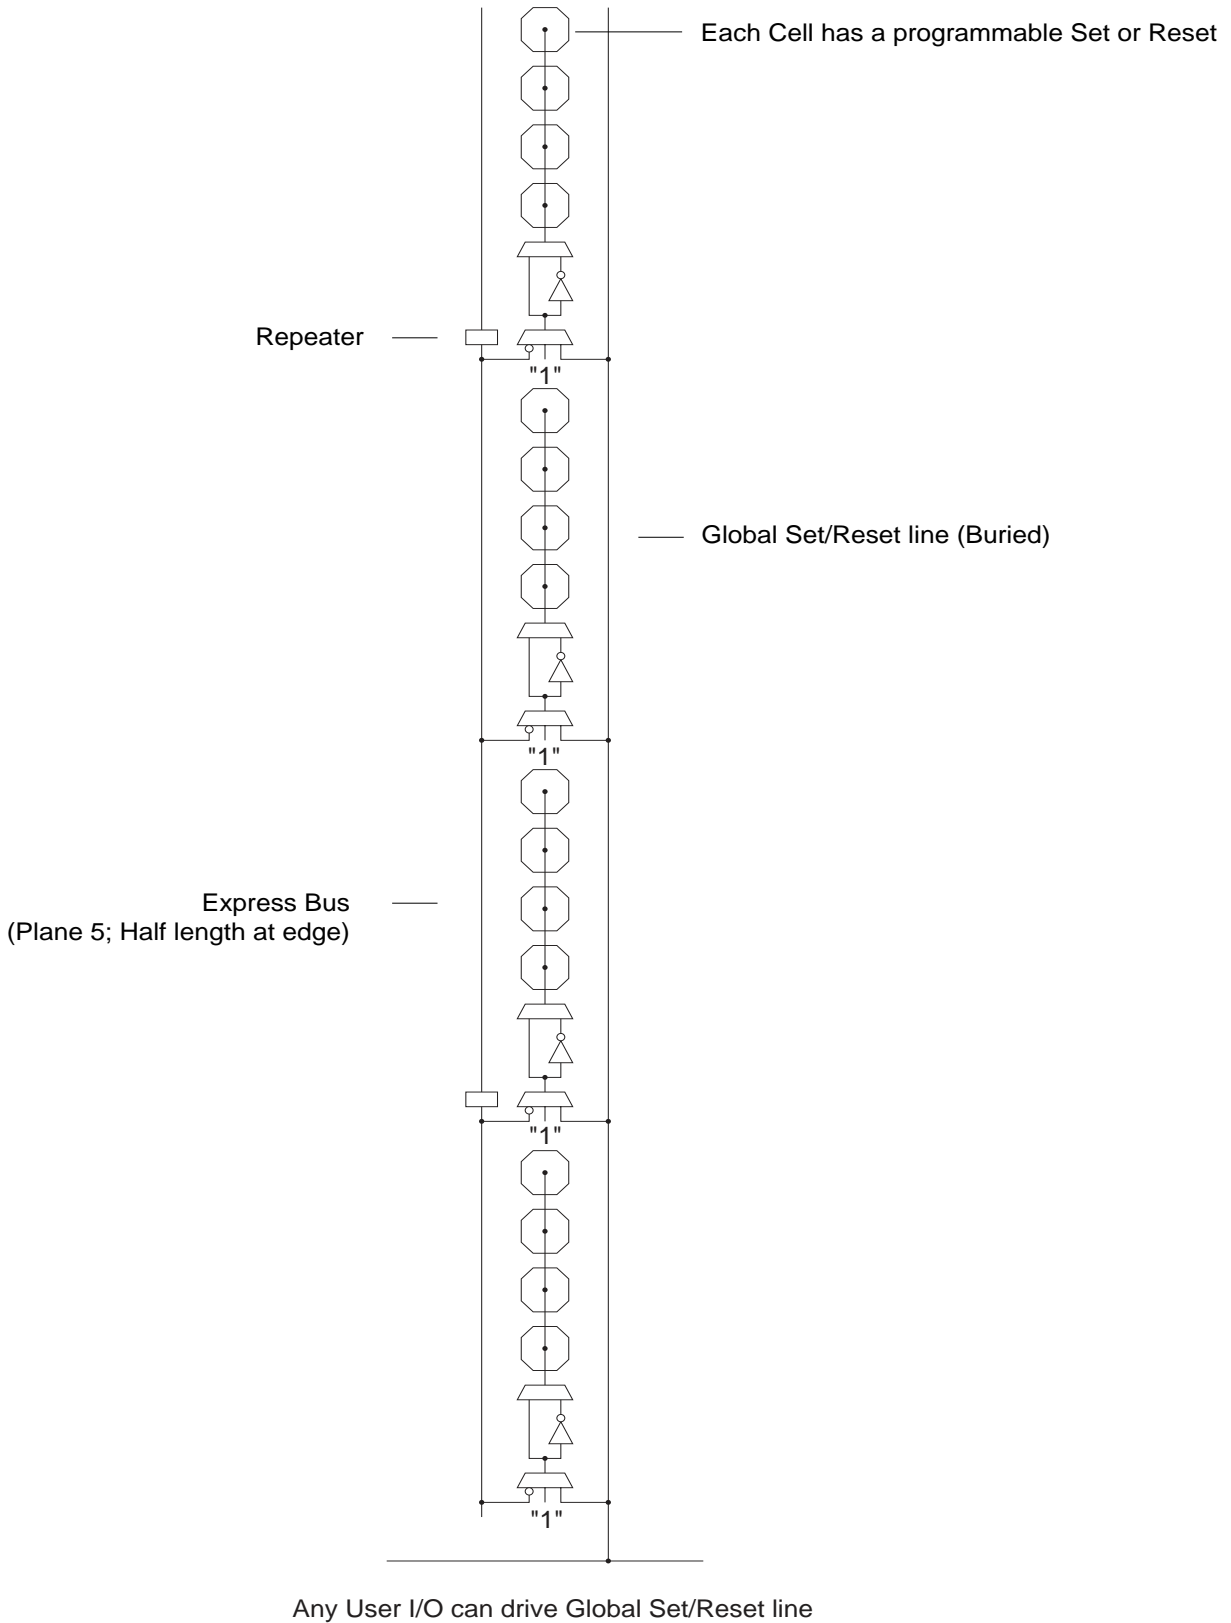 Each Cell has a programmable Set or Reset
Repeater
"1"
Global Set/Reset line (Buried)
"1"
Express Bus
(Plane 5; Half length at edge)
"1"
"1"
Any User I/O can drive Global Set/Reset line